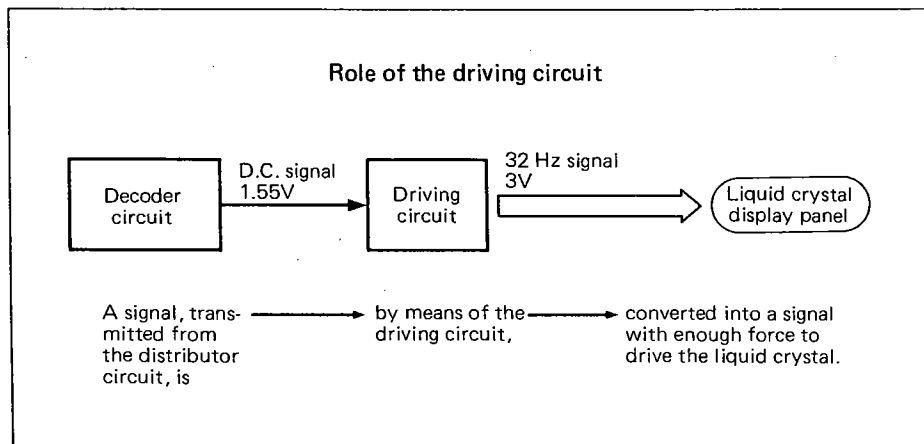 Role of the driving circuit
Decoder
circuit
D.C. signal
1.55V
Driving
circuit
32 Hz signal
3V
Liquid crystal
display panel
A signal, trans-
mitted from
the distributor
circuit, is
by means of the
driving circuit,
converted into a signal
with enough force to
drive the liquid crystal.